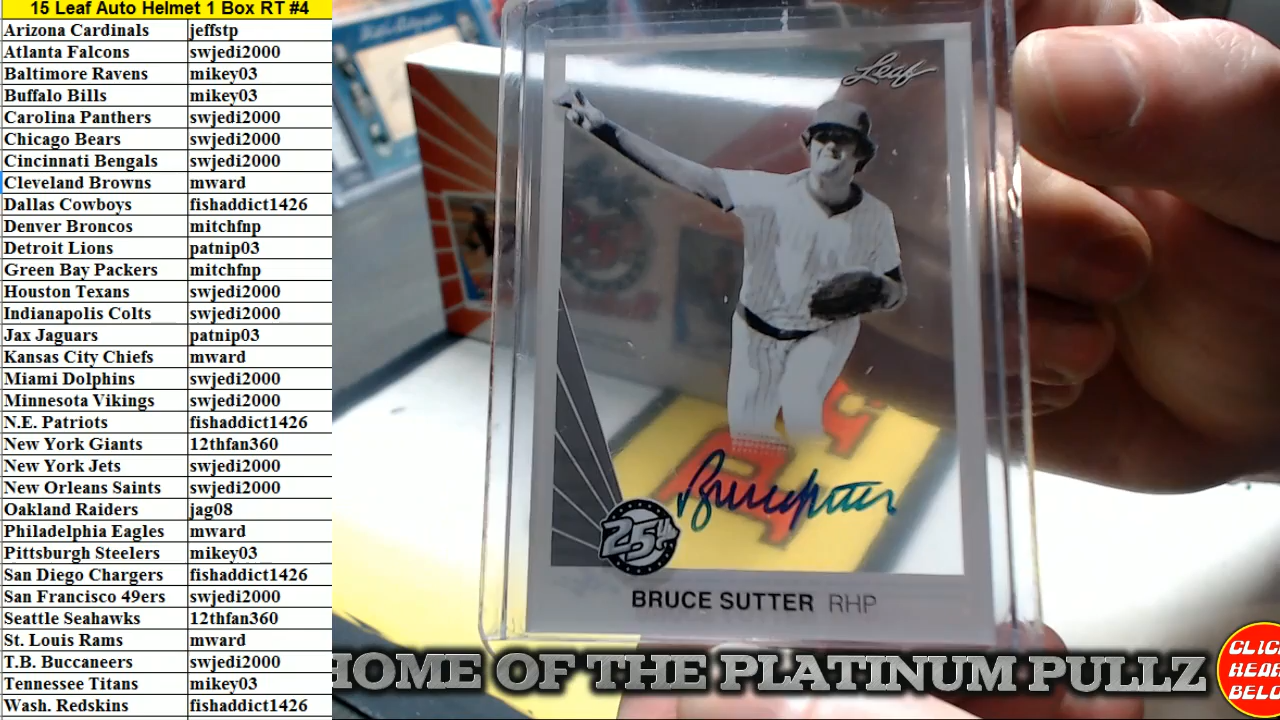 15 Leaf Auto Helmet 1 Box RT #4
Arizona Cardinals jeffstp
Atlanta Falcons swjedi2000
Baltimore Ravens mikey03
Buffalo Bills mikey03
Carolina Panthers swjedi2000
Chicago Bears swjedi2000
Cincinnati Bengals swjedi2000
Cleveland Browns mward
Dallas Cowboys fishaddict1426
Denver Broncos mitchfnp
Detroit Lions patnip03
Green Bay Packers mitchfnp
Houston Texans swjedi2000
Indianapolis Colts swjedi2000
Jax Jaguars patnip03
Kansas City Chiefs mward
Miami Dolphins swjedi2000
Minnesota Vikings swjedi2000
N.E. Patriots fishaddict1426
New York Giants 12thfan360
New York Jets swjedi2000
New Orleans Saints swjedi2000
Oakland Raiders jag08
Philadelphia Eagles mward
Pittsburgh Steelers mikey03
San Diego Chargers fishaddict1426
San Francisco 49ers swjedi2000
Seattle Seahawks 12thfan360
St. Louis Rams mward
T.B. Buccaneers swjedi2000
Tennessee Titans mikey03
Wash. Redskins fishaddict1426
Leaf
Bruce Sutter
25th
BRUCE SUTTER RHP
HOME OF THE PLATINUM PULLZ
CLIC
HEAR
BELO